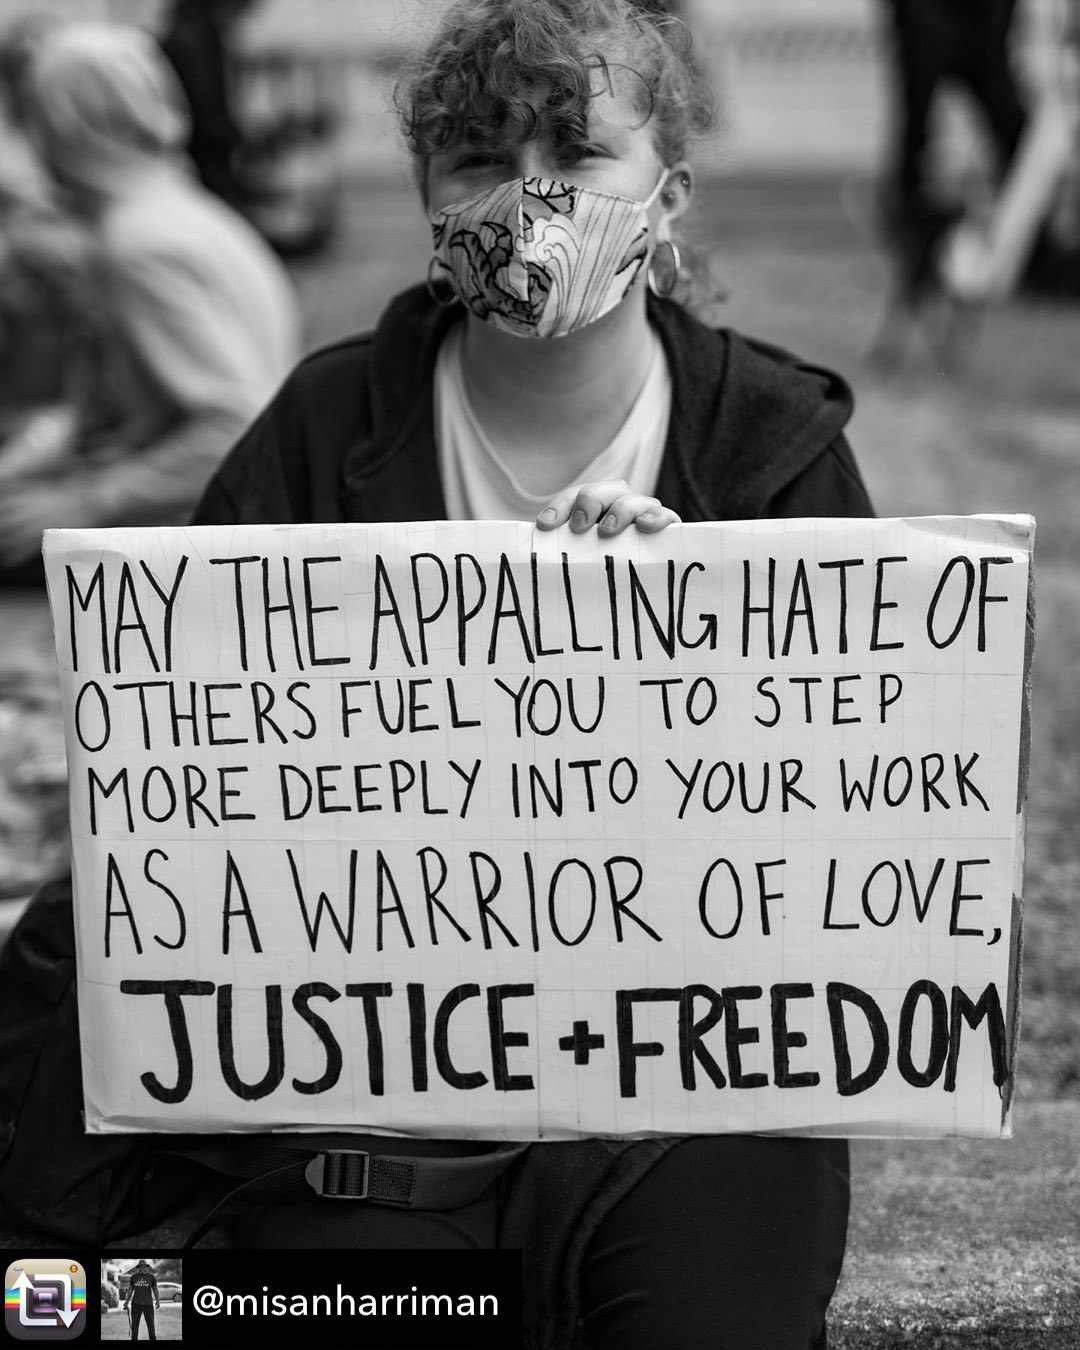 MAY THE APPALLING HATE OF
OTHERS FUEL YOU TO STEP
MORE DEEPLY INTO YOUR WORK
AS A WARRIOR OF LOVE,
JUSTICE + FREEDOM
@misanharriman